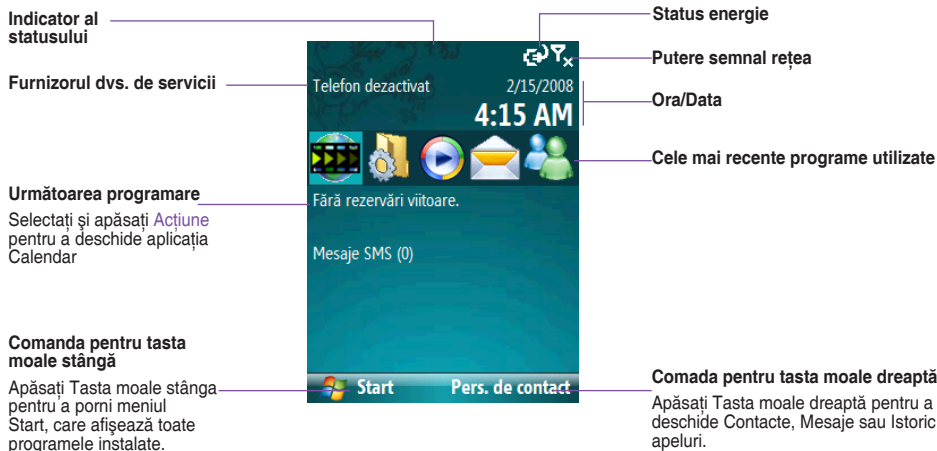 Indicator al
statusului
Furnizorul dvs. de servicii
Următoarea programare
Selectați şi apăsați Acțiune
pentru a deschide aplicația
Calendar
Comanda pentru tasta
moale stângă
Apăsați Tasta moale stânga
pentru a porni meniul
Start, care afişează toate
programele instalate.
Telefon dezactivat
2/15/2008
4:15 AM
Fără rezervări viitoare.
Mesaje SMS (0)
Start
Pers. de contact
Status energie
Putere semnal rețea
Ora/Data
Cele mai recente programe utilizate
Comada pentru tasta moale dreaptă
Apăsați Tasta moale dreaptă pentru a
deschide Contacte, Mesaje sau Istoric
apeluri.